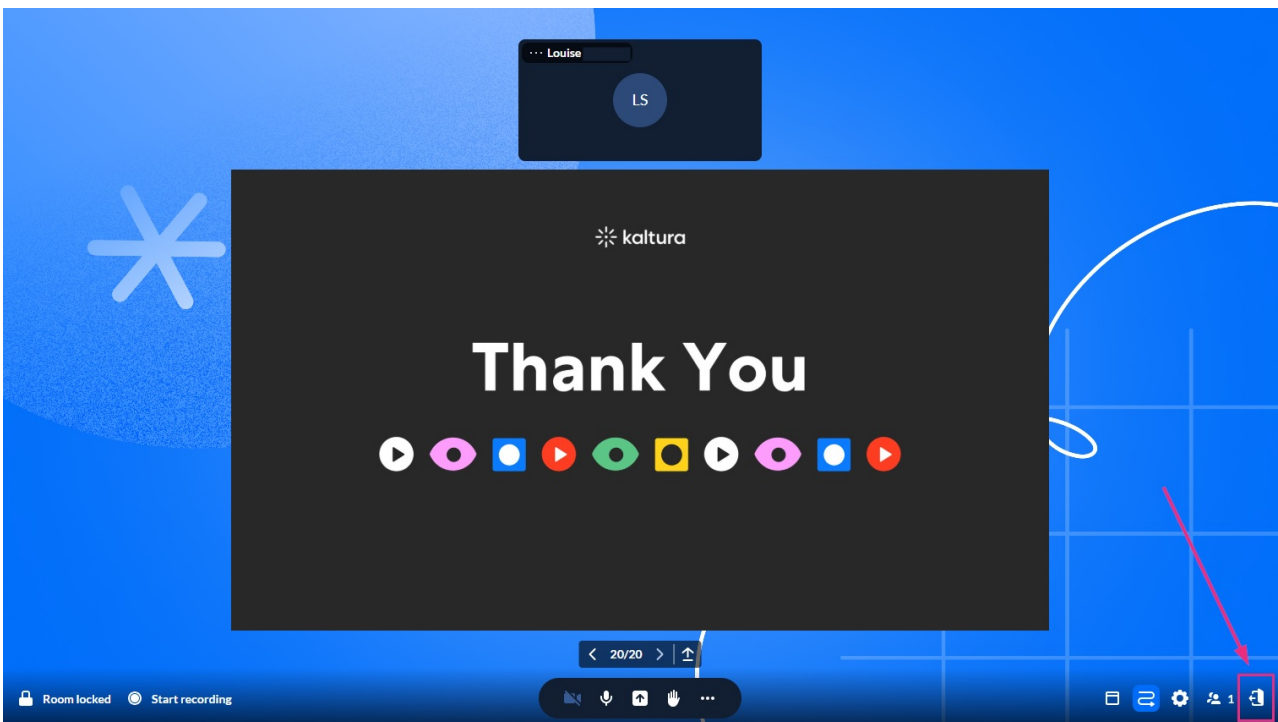 ··· Louise
LS
kaltura
Thank You
20/20
Room locked
Start recording
1